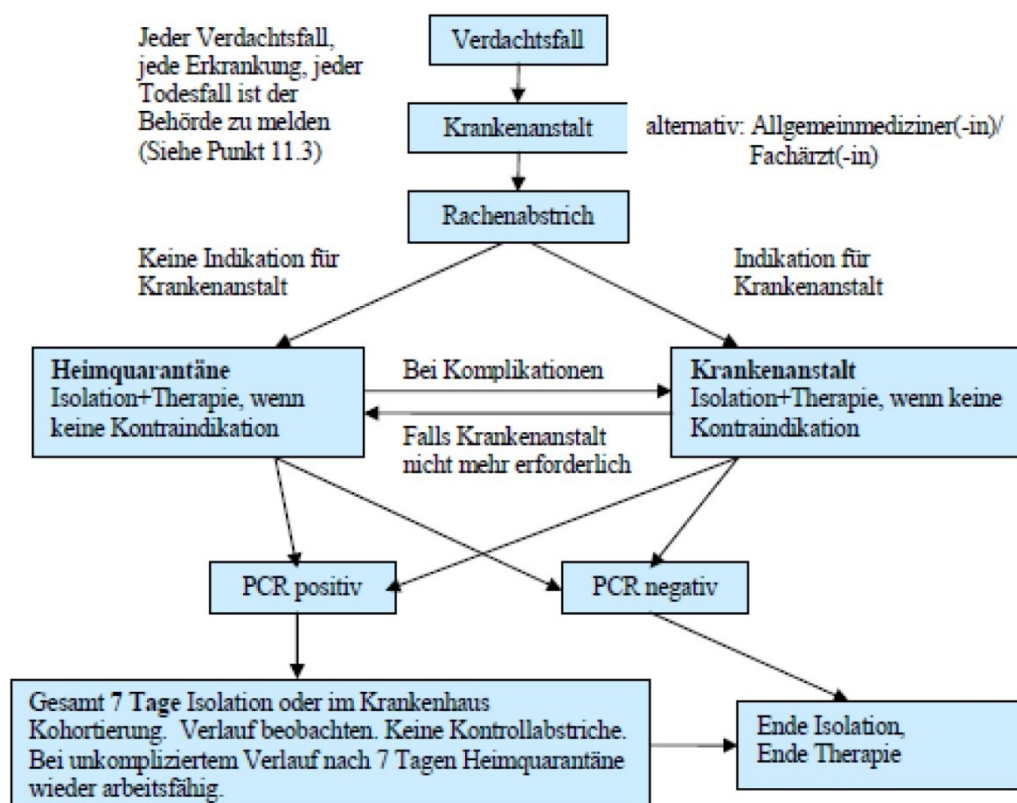 Jeder Verdachtsfall,
jede Erkrankung, jeder
Todesfall ist der
Behörde zu melden
(Siehe Punkt 11.3)
Verdachtsfall
Krankenanstalt
alternativ: Allgemeinmediziner(-in)/
Fachärzt(-in)
Rachenabstrich
Keine Indikation für
Krankenanstalt
Indikation für
Krankenanstalt
Heimquarantäne
Isolation+Therapie, wenn
keine Kontraindikation
Bei Komplikationen
Falls Krankenanstalt
nicht mehr erforderlich
Krankenanstalt
Isolation+Therapie, wenn keine
Kontraindikation
PCR positiv
PCR negativ
Gesamt 7 Tage Isolation oder im Krankenhaus
Kohortierung. Verlauf beobachten. Keine Kontrollabstriche.
Bei unkompliziertem Verlauf nach 7 Tagen Heimquarantäne
wieder arbeitsfähig.
Ende Isolation,
Ende Therapie